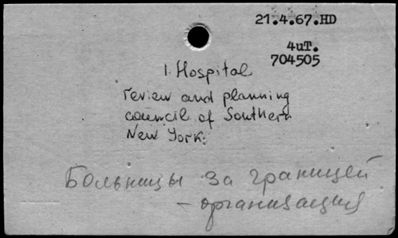 21.4.67.HD
4uT.
704505
1. Hospital
review and planning
council of Southern
New York.
Больницы за границей
- организация